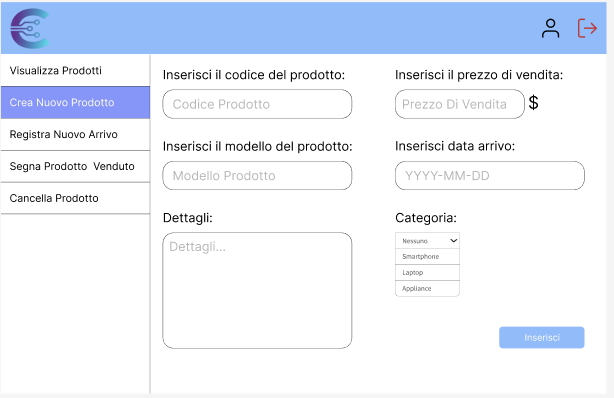 Visualizza Prodotti
Crea Nuovo Prodotto
Registra Nuovo Arrivo
Segna Prodotto  Venduto
Cancella Prodotto
Inserisci il codice del prodotto:
Codice Prodotto
Inserisci il prezzo di vendita:
Prezzo Di Vendita $
Inserisci il modello del prodotto:
Modello Prodotto
Inserisci data arrivo:
YYYY-MM-DD
Dettagli:
Dettagli...
Categoria:
Nessuno
Smartphone
Laptop
Appliance
Inserisci